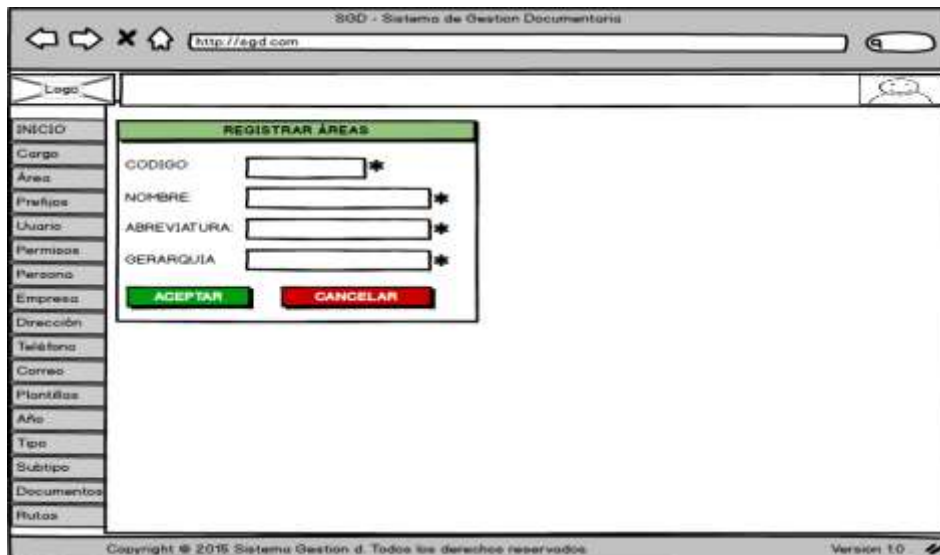 SGD - Sistema de Gestion Documentaria
http://sgd.com
Logo
INICIO
Cargo
Área
Prefijos
Usuario
Permisos
Persona
Empresa
Dirección
Teléfono
Correo
Plantillas
Año
Tipo
Subtipo
Documentos
Rutas
REGISTRAR ÁREAS
CODIGO: *
NOMBRE: *
ABREVIATURA: *
GERARQUIA *
ACEPTAR CANCELAR
Copyright © 2015 Sistema Gestion d. Todos los derechos reservados. Version 1.0